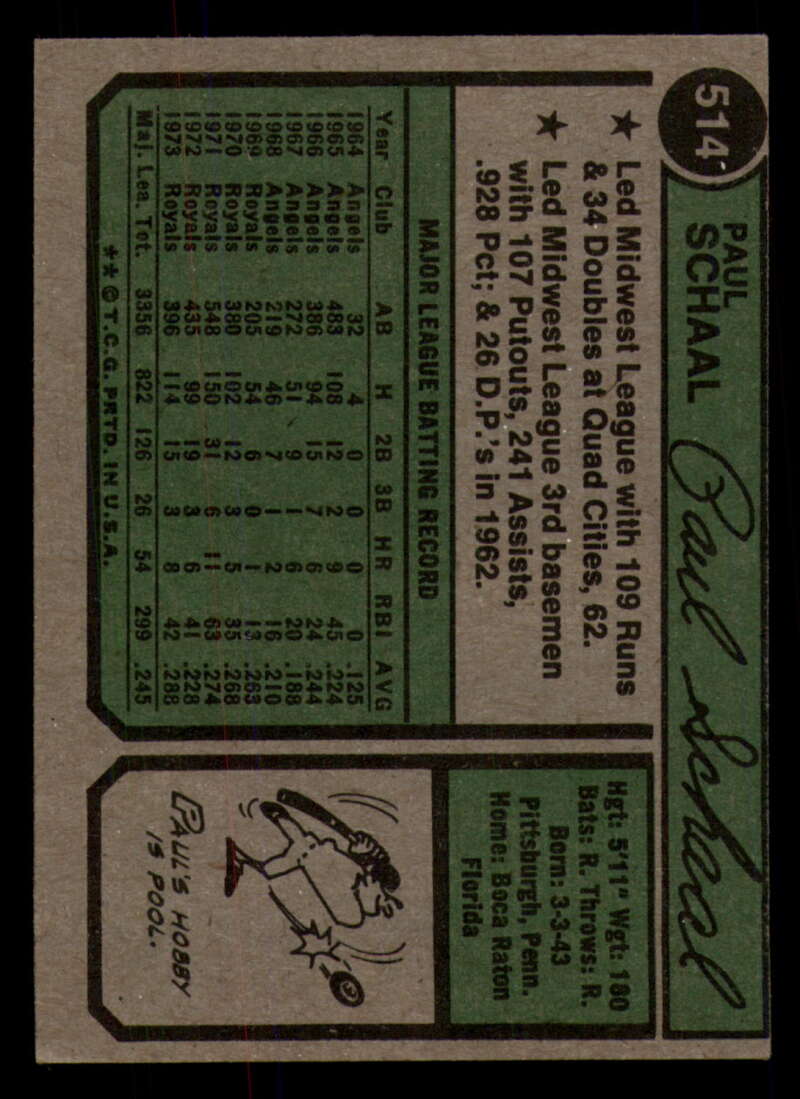 514
PAUL
SCHAAL
Paul Schaal
★ Led Midwest League with 109 Runs
& 34 Doubles at Quad Cities, 62.
★ Led Midwest League 3rd basemen
with 107 Putouts, 241 Assists,
.928 Pct; & 26 D.P.'s in 1962.
MAJOR LEAGUE BATTING RECORD
Year Club AB H 2B 3B HR RBI AVG
1964 Angels 32 4 0 0 0 0 .125
1965 Angels 483 108 12 2 9 45 .224
1966 Angels 386 94 15 7 6 24 .244
1967 Angels 272 51 9 1 6 20 .188
1968 Angels 219 46 7 1 2 16 .210
1969 Royals 205 54 6 0 1 13 .263
1970 Royals 380 102 12 3 5 35 .268
1971 Royals 548 150 31 6 11 63 .274
1972 Royals 435 99 19 3 6 41 .228
1973 Royals 396 114 15 3 8 42 .288
Maj. Lea. Tot. 3356 822 126 26 54 299 .245
** © T.C.G. PRTD. IN U.S.A.
Hgt: 5'11" Wgt: 180
Bats: R. Throws: R.
Born: 3-3-43
Pittsburgh, Penn.
Home: Boca Raton
Florida
3
PAUL'S HOBBY
IS POOL.